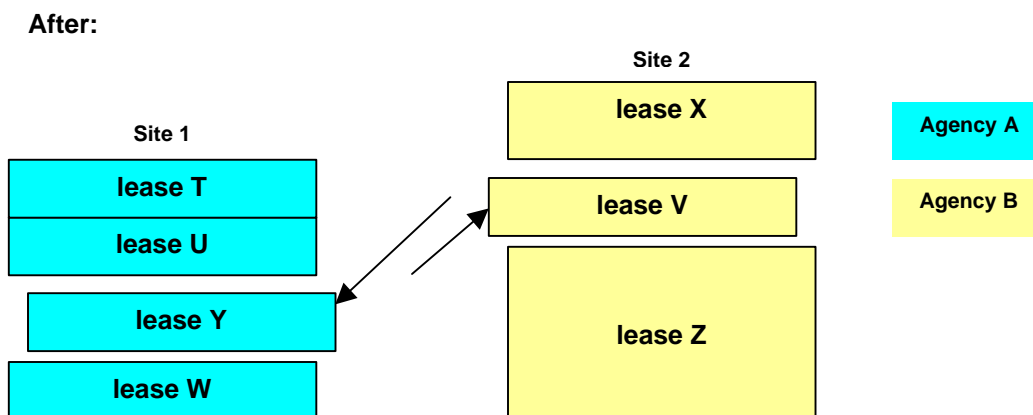 After:
Site 1
lease T
lease U
lease Y
lease W
Site 2
lease X
lease V
lease Z
Agency A
Agency B